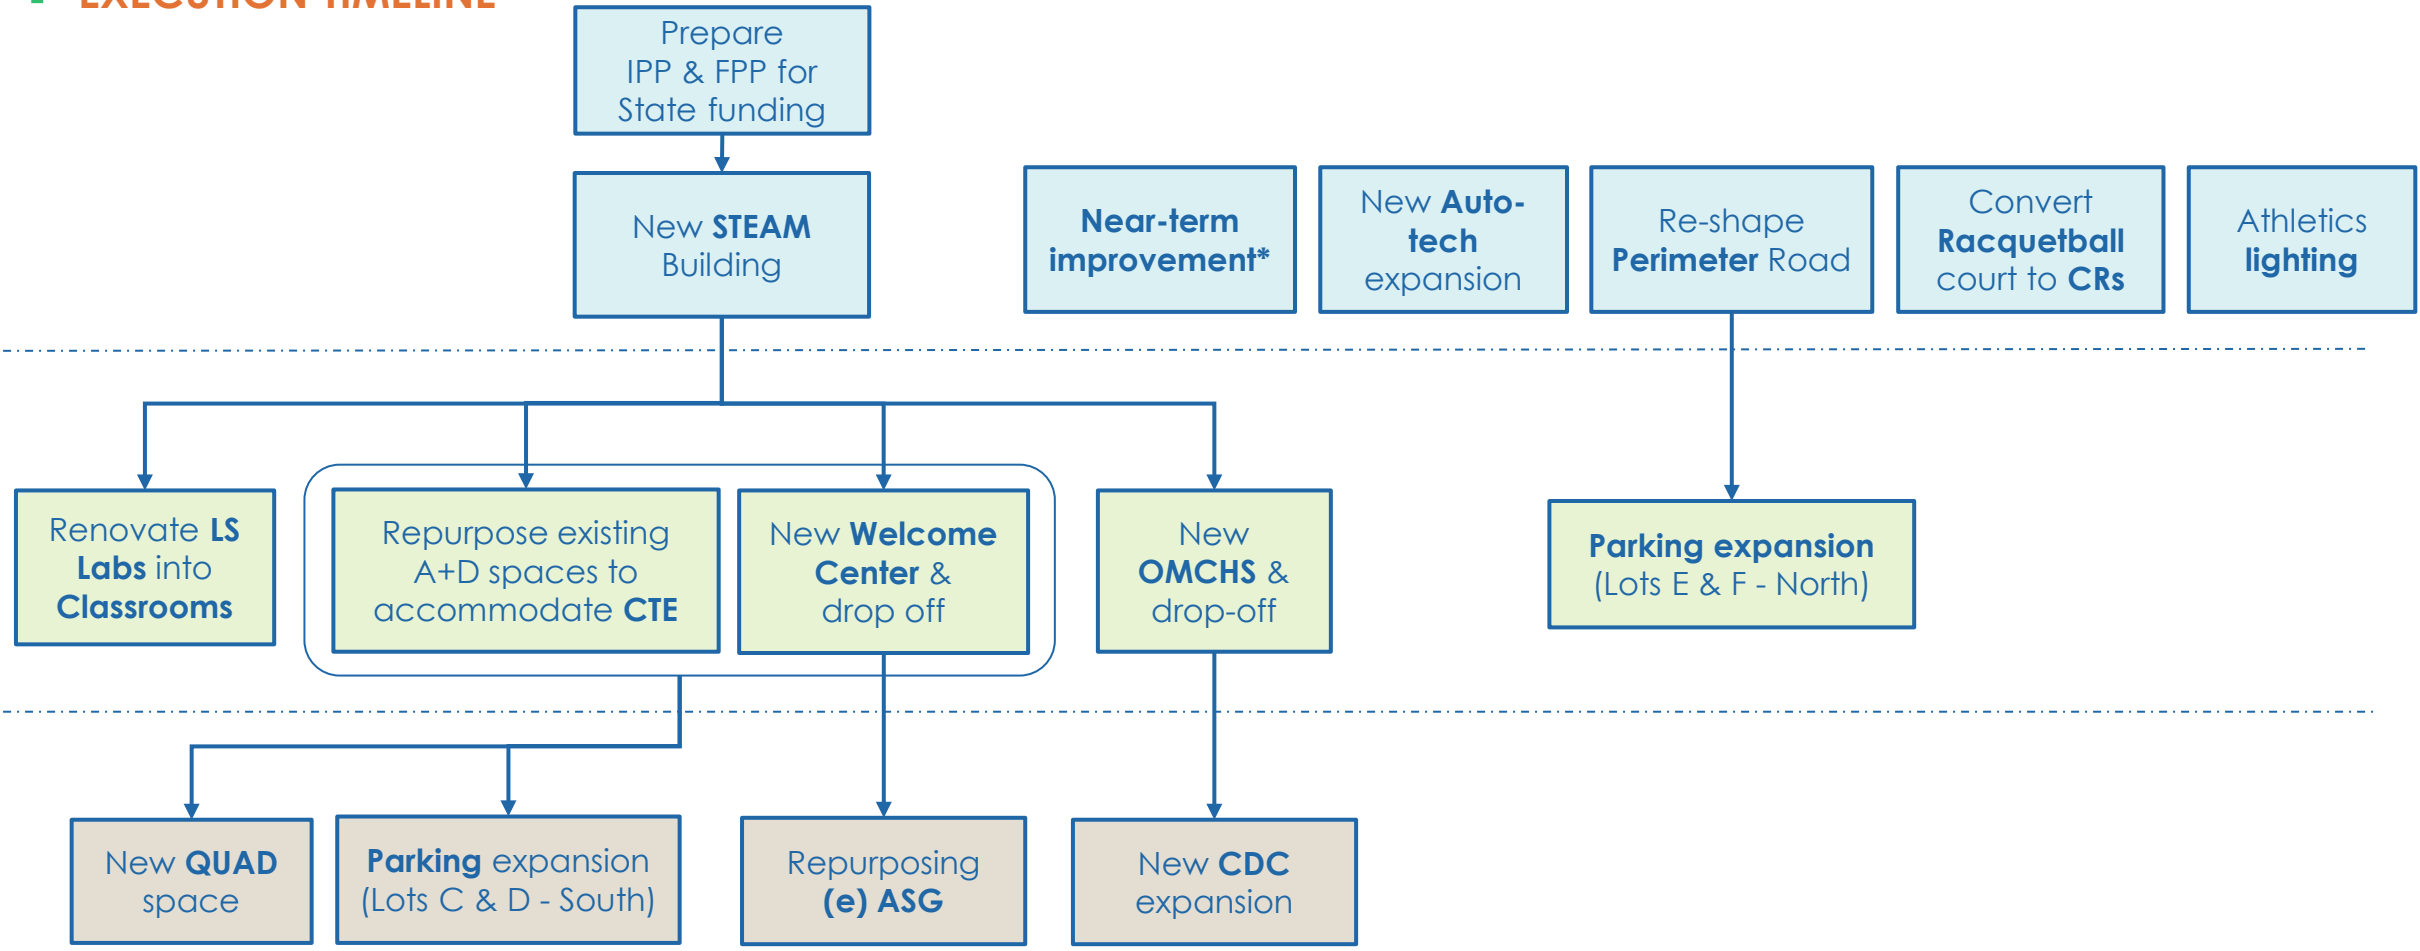 - EXECUTION TIMELINE
Prepare
IPP & FPP for
State funding
New STEAM
Building
Near-term
improvement*
New Auto-
tech
expansion
Re-shape
Perimeter Road
Convert
Racquetball
court to CRs
Athletics
lighting
Renovate LS
Labs into
Classrooms
Repurpose existing
A+D spaces to
accommodate CTE
New Welcome
Center &
drop off
New
OMCHS &
drop-off
Parking expansion
(Lots E & F - North)
New QUAD
space
Parking expansion
(Lots C & D - South)
Repurposing
(e) ASG
New CDC
expansion